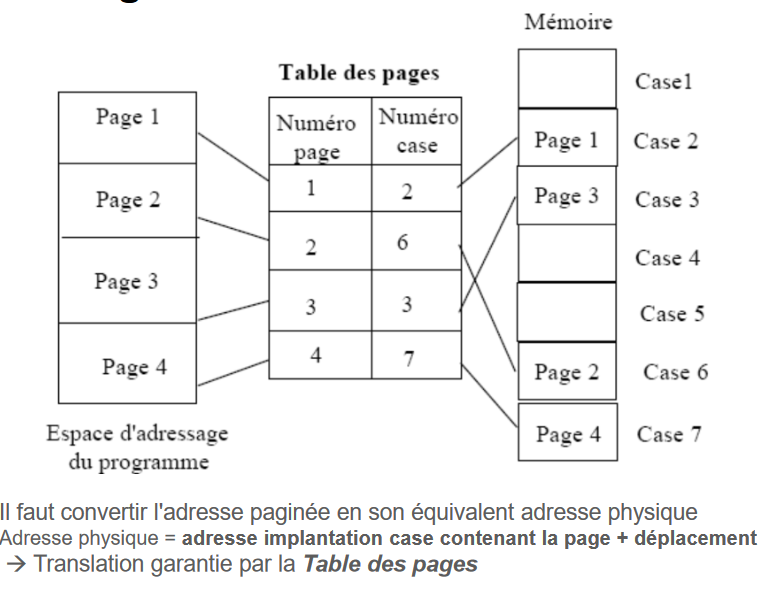 Mémoire
Table des pages
Page 1
Page 2
Page 3
Page 4
Espace d'adressage
du programme
Numéro page
Numéro case
1 2
2 6
3 3
4 7
Case1
Page 1 Case 2
Page 3 Case 3
Case 4
Case 5
Page 2 Case 6
Page 4 Case 7
Il faut convertir l'adresse paginée en son équivalent adresse physique
Adresse physique = adresse implantation case contenant la page + déplacement
→ Translation garantie par la Table des pages